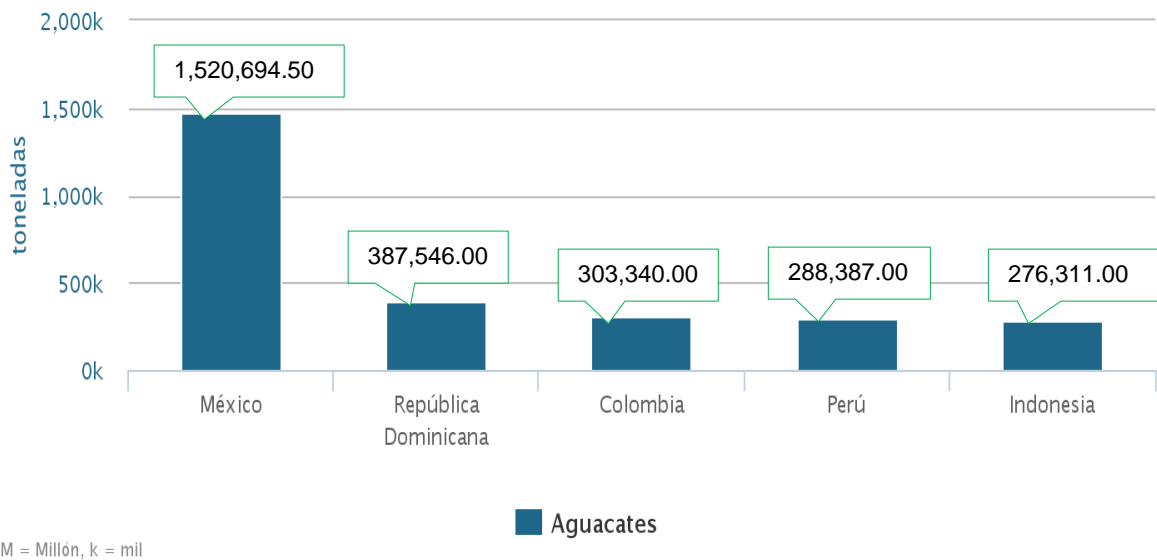 2,000k
1,520,694.50
1,500k
toneladas
1,000k
387,546.00
303,340.00
288,387.00
276,311.00
500k
0k
México
República
Dominicana
Colombia
Perú
Indonesia
Aguacates
M = Millón, k = mil